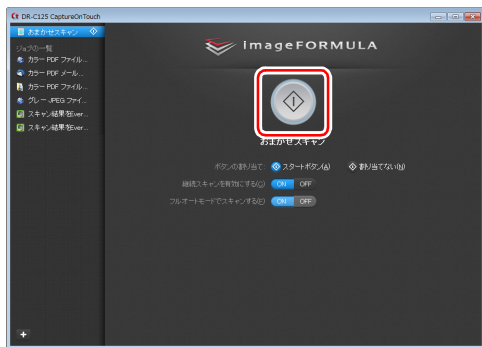 DR-C125 CaptureOnTouch
おまかせスキャン
ジョブの一覧
カラー PDF ファイル...
カラー PDF メール...
カラー PDF ファイル...
グレー JPEG ファイ...
スキャン結果をEver...
スキャン結果をEver...
imageFORMULA
おまかせスキャン
ボタンの割り当て: スタートボタン(A) 割り当てない(N)
継続スキャンを有効にする(C) ON OFF
フルオートモードでスキャンする(F) ON OFF